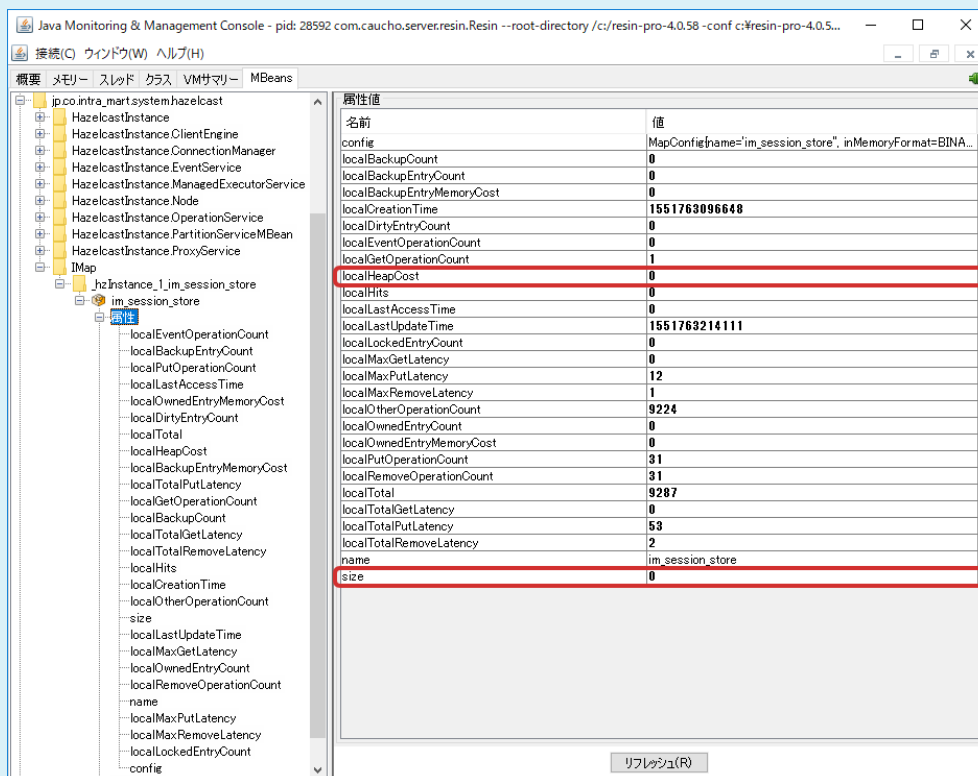 Java Monitoring & Management Console - pid: 28592 com.caucho.server.resin.Resin --root-directory /c:/resin-pro-4.0.58 -conf c:¥resin-pro-4.0.5...
接続(C) ウィンドウ(W) ヘルプ(H)
概要 メモリー スレッド クラス VMサマリー MBeans
jp.co.intra_mart.system.hazelcast
HazelcastInstance
HazelcastInstance.ClientEngine
HazelcastInstance.ConnectionManager
HazelcastInstance.EventService
HazelcastInstance.ManagedExecutorService
HazelcastInstance.Node
HazelcastInstance.OperationService
HazelcastInstance.PartitionServiceMBean
HazelcastInstance.ProxyService
IMap
_hzInstance_1_im_session_store
im_session_store
属性
localEventOperationCount
localBackupEntryCount
localPutOperationCount
localLastAccessTime
localOwnedEntryMemoryCost
localDirtyEntryCount
localTotal
localHeapCost
localBackupEntryMemoryCost
localTotalPutLatency
localGetOperationCount
localBackupCount
localTotalGetLatency
localTotalRemoveLatency
localHits
localCreationTime
localOtherOperationCount
size
localLastUpdateTime
localMaxGetLatency
localOwnedEntryCount
localRemoveOperationCount
name
localMaxPutLatency
localMaxRemoveLatency
localLockedEntryCount
config
属性値
名前 値
config MapConfig{name='im_session_store', inMemoryFormat=BINA...
localBackupCount 0
localBackupEntryCount 0
localBackupEntryMemoryCost 0
localCreationTime 1551763096648
localDirtyEntryCount 0
localEventOperationCount 0
localGetOperationCount 1
localHeapCost 0
localHits 0
localLastAccessTime 0
localLastUpdateTime 1551763214111
localLockedEntryCount 0
localMaxGetLatency 0
localMaxPutLatency 12
localMaxRemoveLatency 1
localOtherOperationCount 9224
localOwnedEntryCount 0
localOwnedEntryMemoryCost 0
localPutOperationCount 31
localRemoveOperationCount 31
localTotal 9287
localTotalGetLatency 0
localTotalPutLatency 53
localTotalRemoveLatency 2
name im_session_store
size 0
リフレッシュ(R)